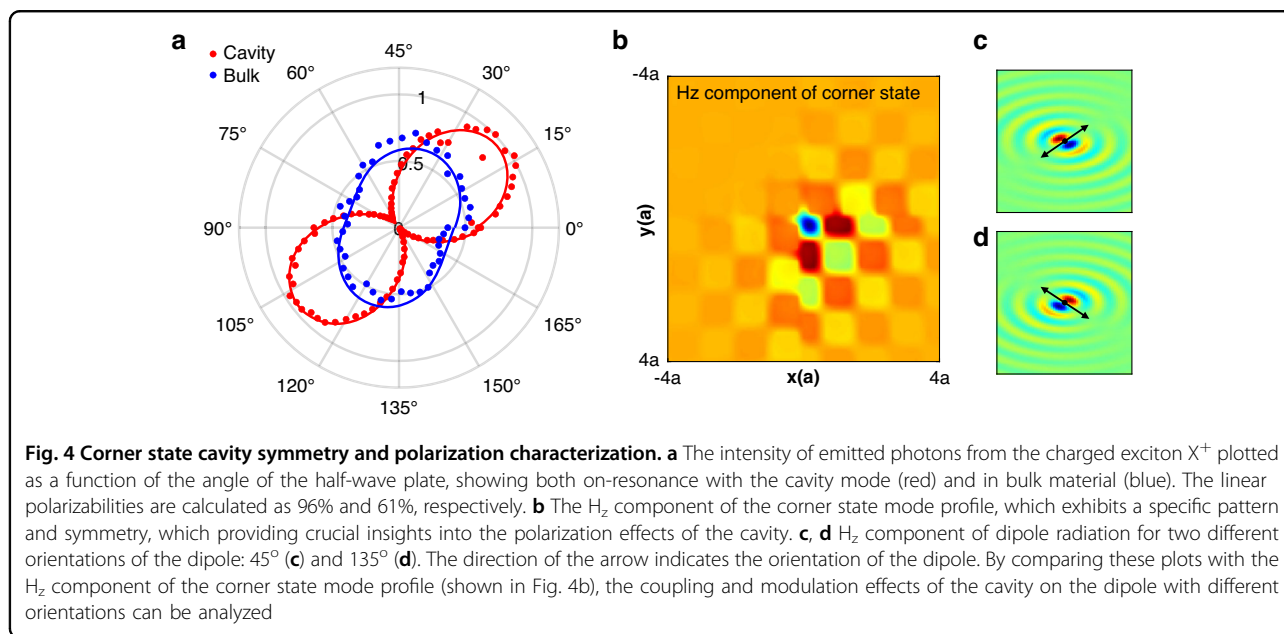 a
Cavity
Bulk
45°
60°
30°
75°
15°
90°
0°
105°
165°
120°
150°
135°
1
0.5
0
b
-4a
Hz component of corner state
y(a)
4a
-4a
x(a)
4a
c
d
Fig. 4 Corner state cavity symmetry and polarization characterization. a The intensity of emitted photons from the charged exciton X⁺ plotted
as a function of the angle of the half-wave plate, showing both on-resonance with the cavity mode (red) and in bulk material (blue). The linear
polarizabilities are calculated as 96% and 61%, respectively. b The Hz component of the corner state mode profile, which exhibits a specific pattern
and symmetry, which providing crucial insights into the polarization effects of the cavity. c, d Hz component of dipole radiation for two different
orientations of the dipole: 45° (c) and 135° (d). The direction of the arrow indicates the orientation of the dipole. By comparing these plots with the
Hz component of the corner state mode profile (shown in Fig. 4b), the coupling and modulation effects of the cavity on the dipole with different
orientations can be analyzed